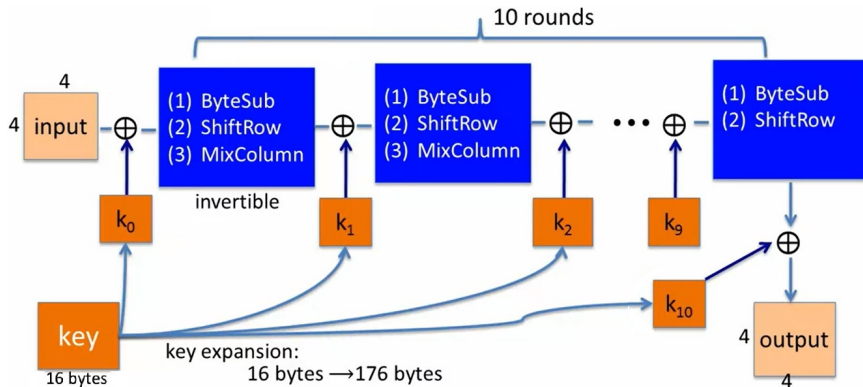 10 rounds
4
4
input
(1) ByteSub
(2) ShiftRow
(3) MixColumn
invertible
(1) ByteSub
(2) ShiftRow
(3) MixColumn
(1) ByteSub
(2) ShiftRow
k₀
k₁
k₂
k₉
k₁₀
key
16 bytes
key expansion:
16 bytes ⟶176 bytes
4
output
4